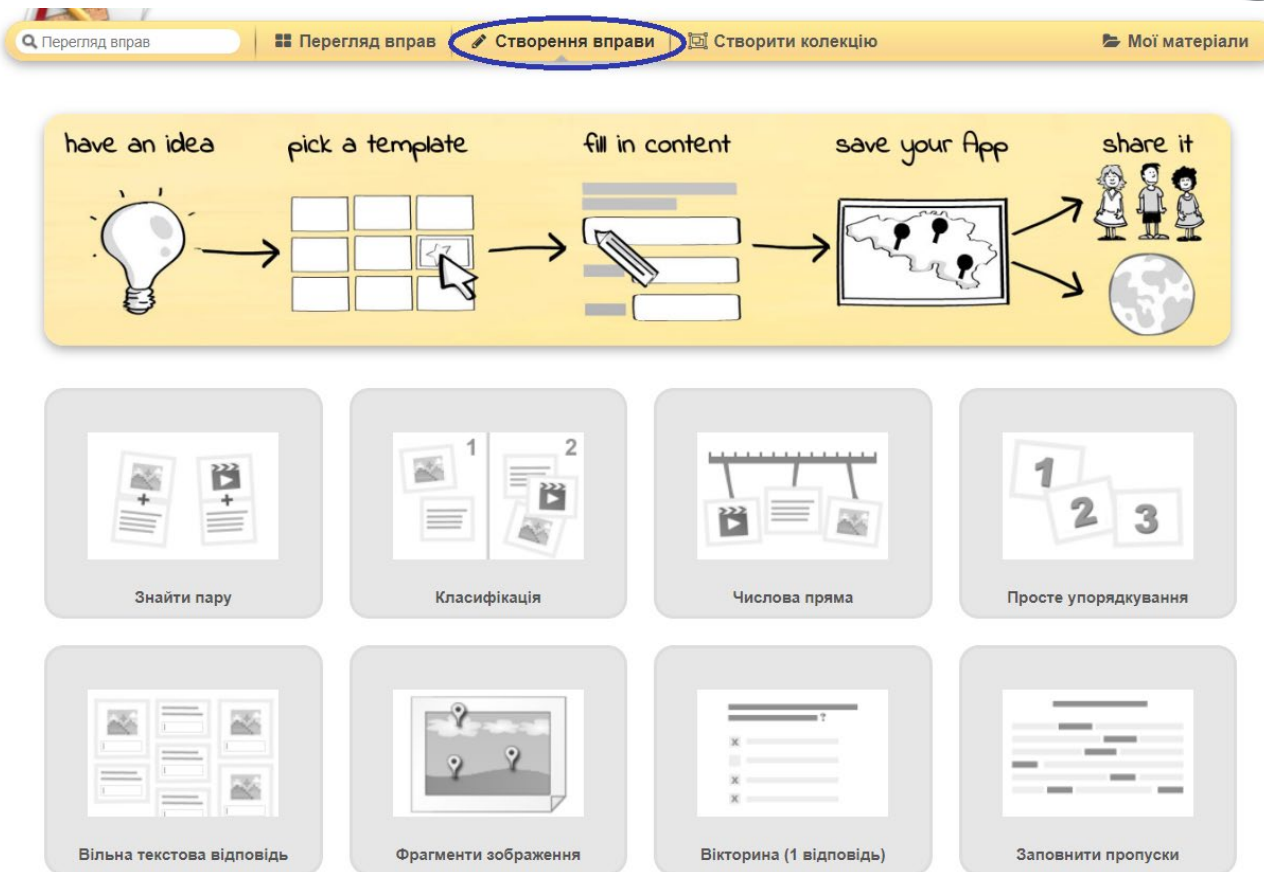 Перегляд вправ
Перегляд вправ
Створення вправи
Створити колекцію
Мої матеріали
have an idea
pick a template
fill in content
save your App
share it
1
2
1
2
3
Знайти пару
Класифікація
Числова пряма
Просте упорядкування
?
x
x
x
Вільна текстова відповідь
Фрагменти зображення
Вікторина (1 відповідь)
Заповнити пропуски